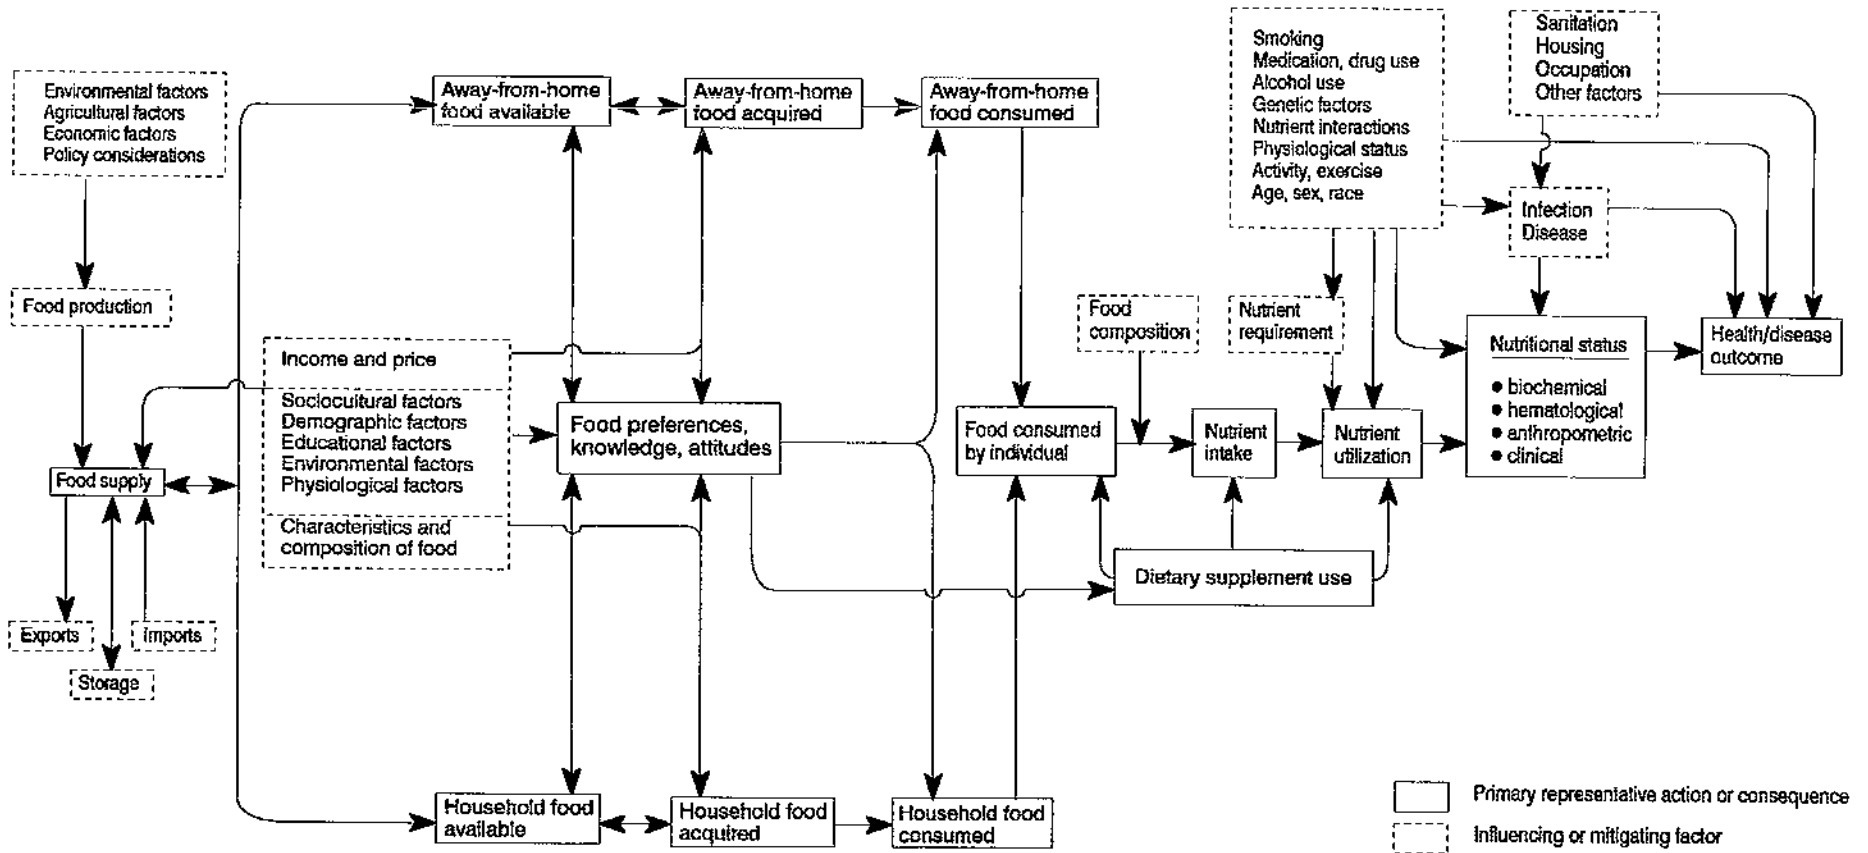 Environmental factors
Agricultural factors
Economic factors
Policy considerations
Food production
Food supply
Exports
Imports
Storage
Away-from-home
food available
Away-from-home
food acquired
Away-from-home
food consumed
Income and price
Sociocultural factors
Demographic factors
Educational factors
Environmental factors
Physiological factors
Characteristics and
composition of food
Food preferences,
knowledge, attitudes
Household food
available
Household food
acquired
Household food
consumed
Food consumed
by individual
Food
composition
Nutrient
intake
Dietary supplement use
Smoking
Medication, drug use
Alcohol use
Genetic factors
Nutrient interactions
Physiological status
Activity, exercise
Age, sex, race
Nutrient
requirement
Nutrient
utilization
Sanitation
Housing
Occupation
Other factors
Infection
Disease
Nutritional status
● biochemical
● hematological
● anthropometric
● clinical
Health/disease
outcome
Primary representative action or consequence
Influencing or mitigating factor